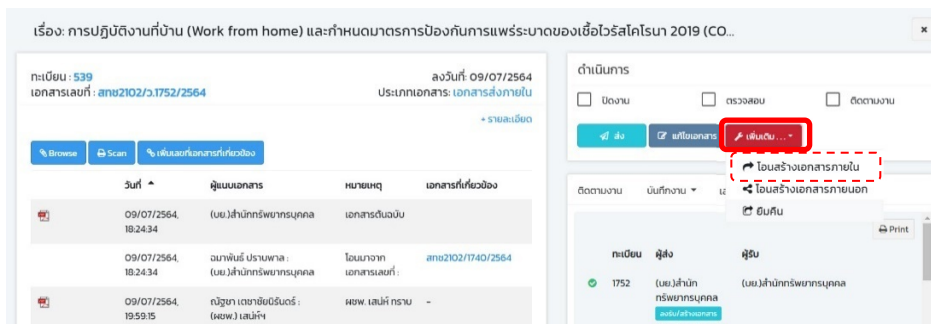 เรื่อง: การปฏิบัติงานที่บ้าน (Work from home) และกำหนดมาตรการป้องกันการแพร่ระบาดของเชื้อไวรัสโคโรนา 2019 (CO...
ทะเบียน : 539
ลงวันที่: 09/07/2564
เอกสารเลขที่ : สทช2102/ว.1752/2564
ประเภทเอกสาร: เอกสารส่งภายใน
+ รายละเอียด
Browse
Scan
เพิ่มเลขที่เอกสารที่เกี่ยวข้อง
วันที่
ผู้แนบเอกสาร
หมายเหตุ
เอกสารที่เกี่ยวข้อง
09/07/2564, 18:24:34
(บย.)สำนักทรัพยากรบุคคล
เอกสารต้นฉบับ
09/07/2564, 18:24:34
(บย.)สำนักทรัพยากรบุคคล
โอนมาจากเอกสารเลขที่ :
สทช2102/1740/2564
09/07/2564, 19:59:15
ณัฐชา เตชาชัยนิรันดร์ : (ผชพ.) เสน่ห์ฯ
ผชพ. เสน่ห์ ทราบ
-
ดำเนินการ
ปิดงาน
ตรวจสอบ
ติดตามงาน
ส่ง
แก้ไขเอกสาร
เพิ่มเติม ...
โอนสร้างเอกสารภายใน
โอนสร้างเอกสารภายนอก
ยืมคืน
ติดตามงาน
บันทึกงาน
Print
ทะเบียน
ผู้ส่ง
ผู้รับ
1752
(บย.)สำนักทรัพยากรบุคคล
(บย.)สำนักทรัพยากรบุคคล
ลงรับ/สร้างเอกสาร